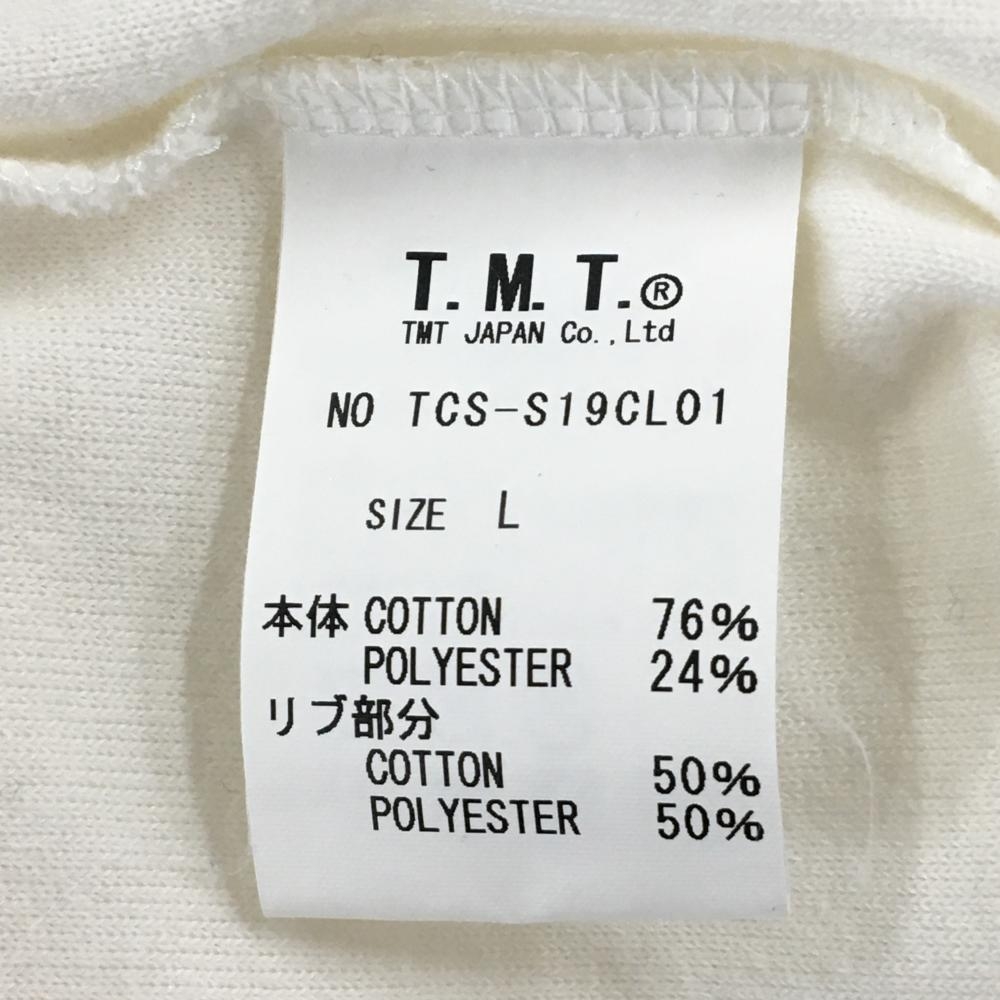 T. M. T.®
TMT JAPAN Co.,Ltd
NO TCS-S19CL01
SIZE L
本体 COTTON 76%
POLYESTER 24%
リブ部分
COTTON 50%
POLYESTER 50%